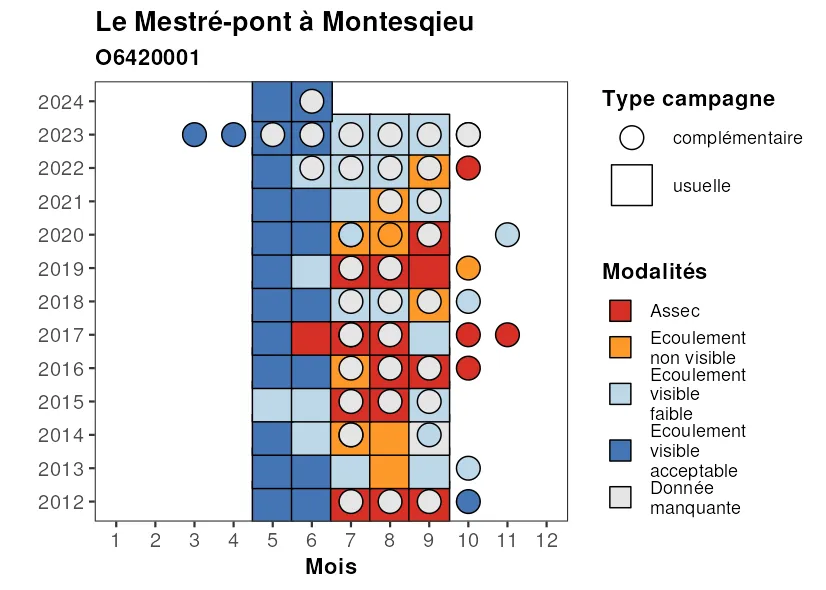 Le Mestré-pont à Montesqieu
O6420001
2024
2023
2022
2021
2020
2019
2018
2017
2016
2015
2014
2013
2012
1 2 3 4 5 6 7 8 9 10 11 12
Mois
Type campagne
complémentaire
usuelle
Modalités
Assec
Ecoulement
non visible
Ecoulement
visible
faible
Ecoulement
visible
acceptable
Donnée
manquante